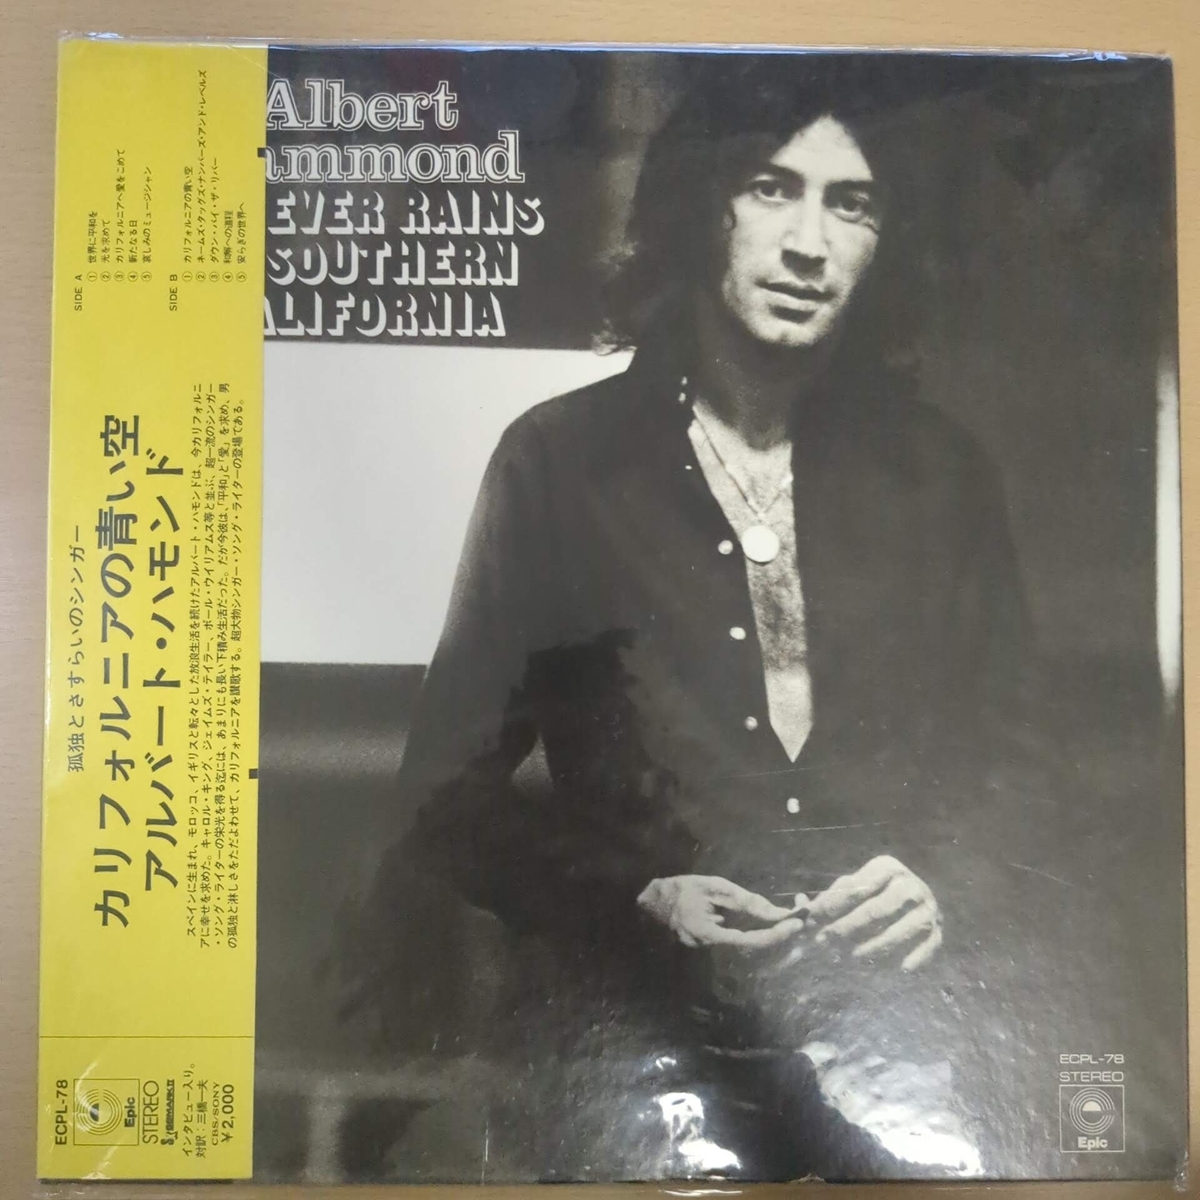 SIDE A
① 世界に平和を
② 光を求めて
③ カリフォルニアへ愛をこめて
④ 新たなる日
⑤ 哀しみのミュージシャン
SIDE B
① カリフォルニアの青い空
② ネームズ・タッグズ・ナンバーズ・アンド・レベルズ
③ ダウン・バイ・ザ・リバー
④ 和解への道程
⑤ 安らぎの世界へ
孤独とさすらいのシンガー
カリフォルニアの青い空
アルバート・ハモンド
スペインに生まれ、モロッコ、イギリスと転々とした放浪生活を続けたアルバート・ハモンドは、今カリフォルニ
アに幸せを求めた。キャロル・キング、ジェイムズ・テイラー、ポール・ウイリアムス等と並ぶ、超一流のシンガー
・ソング・ライターの栄光を得る迄には、あまりにも長い下積み生活だった。だが今彼は、「平和」と「愛」を求め、男
の孤独と淋しさをただよわせて、カリフォルニアを讃歌する。超大物シンガー・ソング・ライターの登場である。
ECPL-78
Epic
STEREO
インタビュー入り。
対訳：三橋一夫
CBS/SONY
¥2,000
Albert
ammond
EVER RAINS
SOUTHERN
ALIFORNIA
ECPL-78
STEREO
Epic